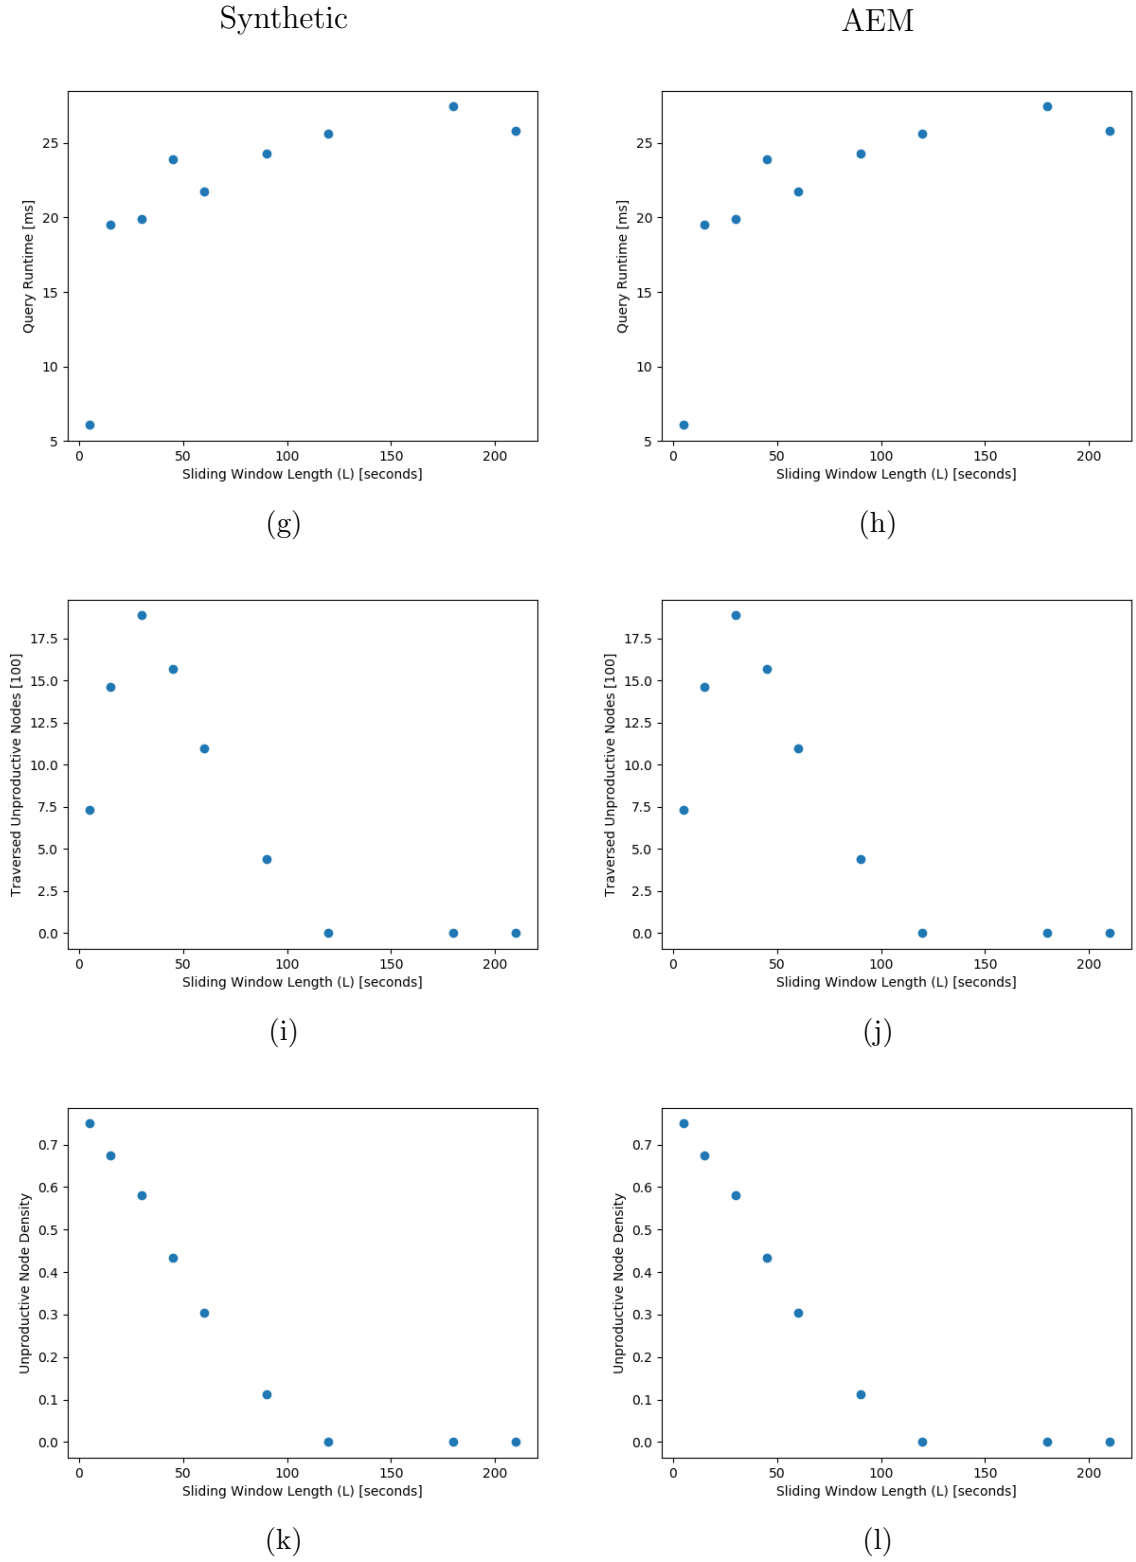 Synthetic
AEM
25
20
15
10
5
Query Runtime [ms]
0 50 100 150 200
Sliding Window Length (L) [seconds]
(g)
25
20
15
10
5
Query Runtime [ms]
0 50 100 150 200
Sliding Window Length (L) [seconds]
(h)
17.5
15.0
12.5
10.0
7.5
5.0
2.5
0.0
Traversed Unproductive Nodes [100]
0 50 100 150 200
Sliding Window Length (L) [seconds]
(i)
17.5
15.0
12.5
10.0
7.5
5.0
2.5
0.0
Traversed Unproductive Nodes [100]
0 50 100 150 200
Sliding Window Length (L) [seconds]
(j)
0.7
0.6
0.5
0.4
0.3
0.2
0.1
0.0
Unproductive Node Density
0 50 100 150 200
Sliding Window Length (L) [seconds]
(k)
0.7
0.6
0.5
0.4
0.3
0.2
0.1
0.0
Unproductive Node Density
0 50 100 150 200
Sliding Window Length (L) [seconds]
(l)